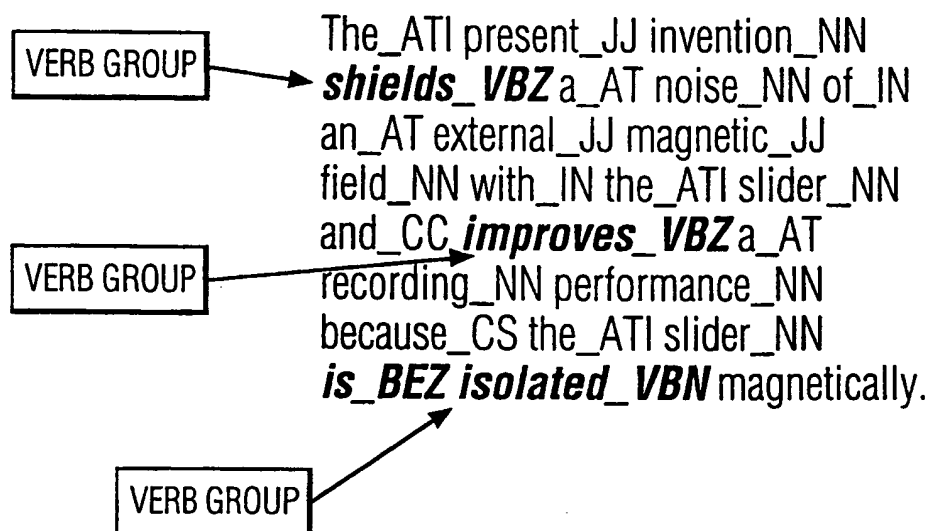 The_ATI present_JJ invention_NN
VERB GROUP
shields_VBZ a_AT noise_NN of_IN
an_AT external_JJ magnetic_JJ
field_NN with_IN the_ATI slider_NN
and_CC improves_VBZ a_AT
VERB GROUP
recording_NN performance_NN
because_CS the_ATI slider_NN
is_BEZ isolated_VBN magnetically.
VERB GROUP